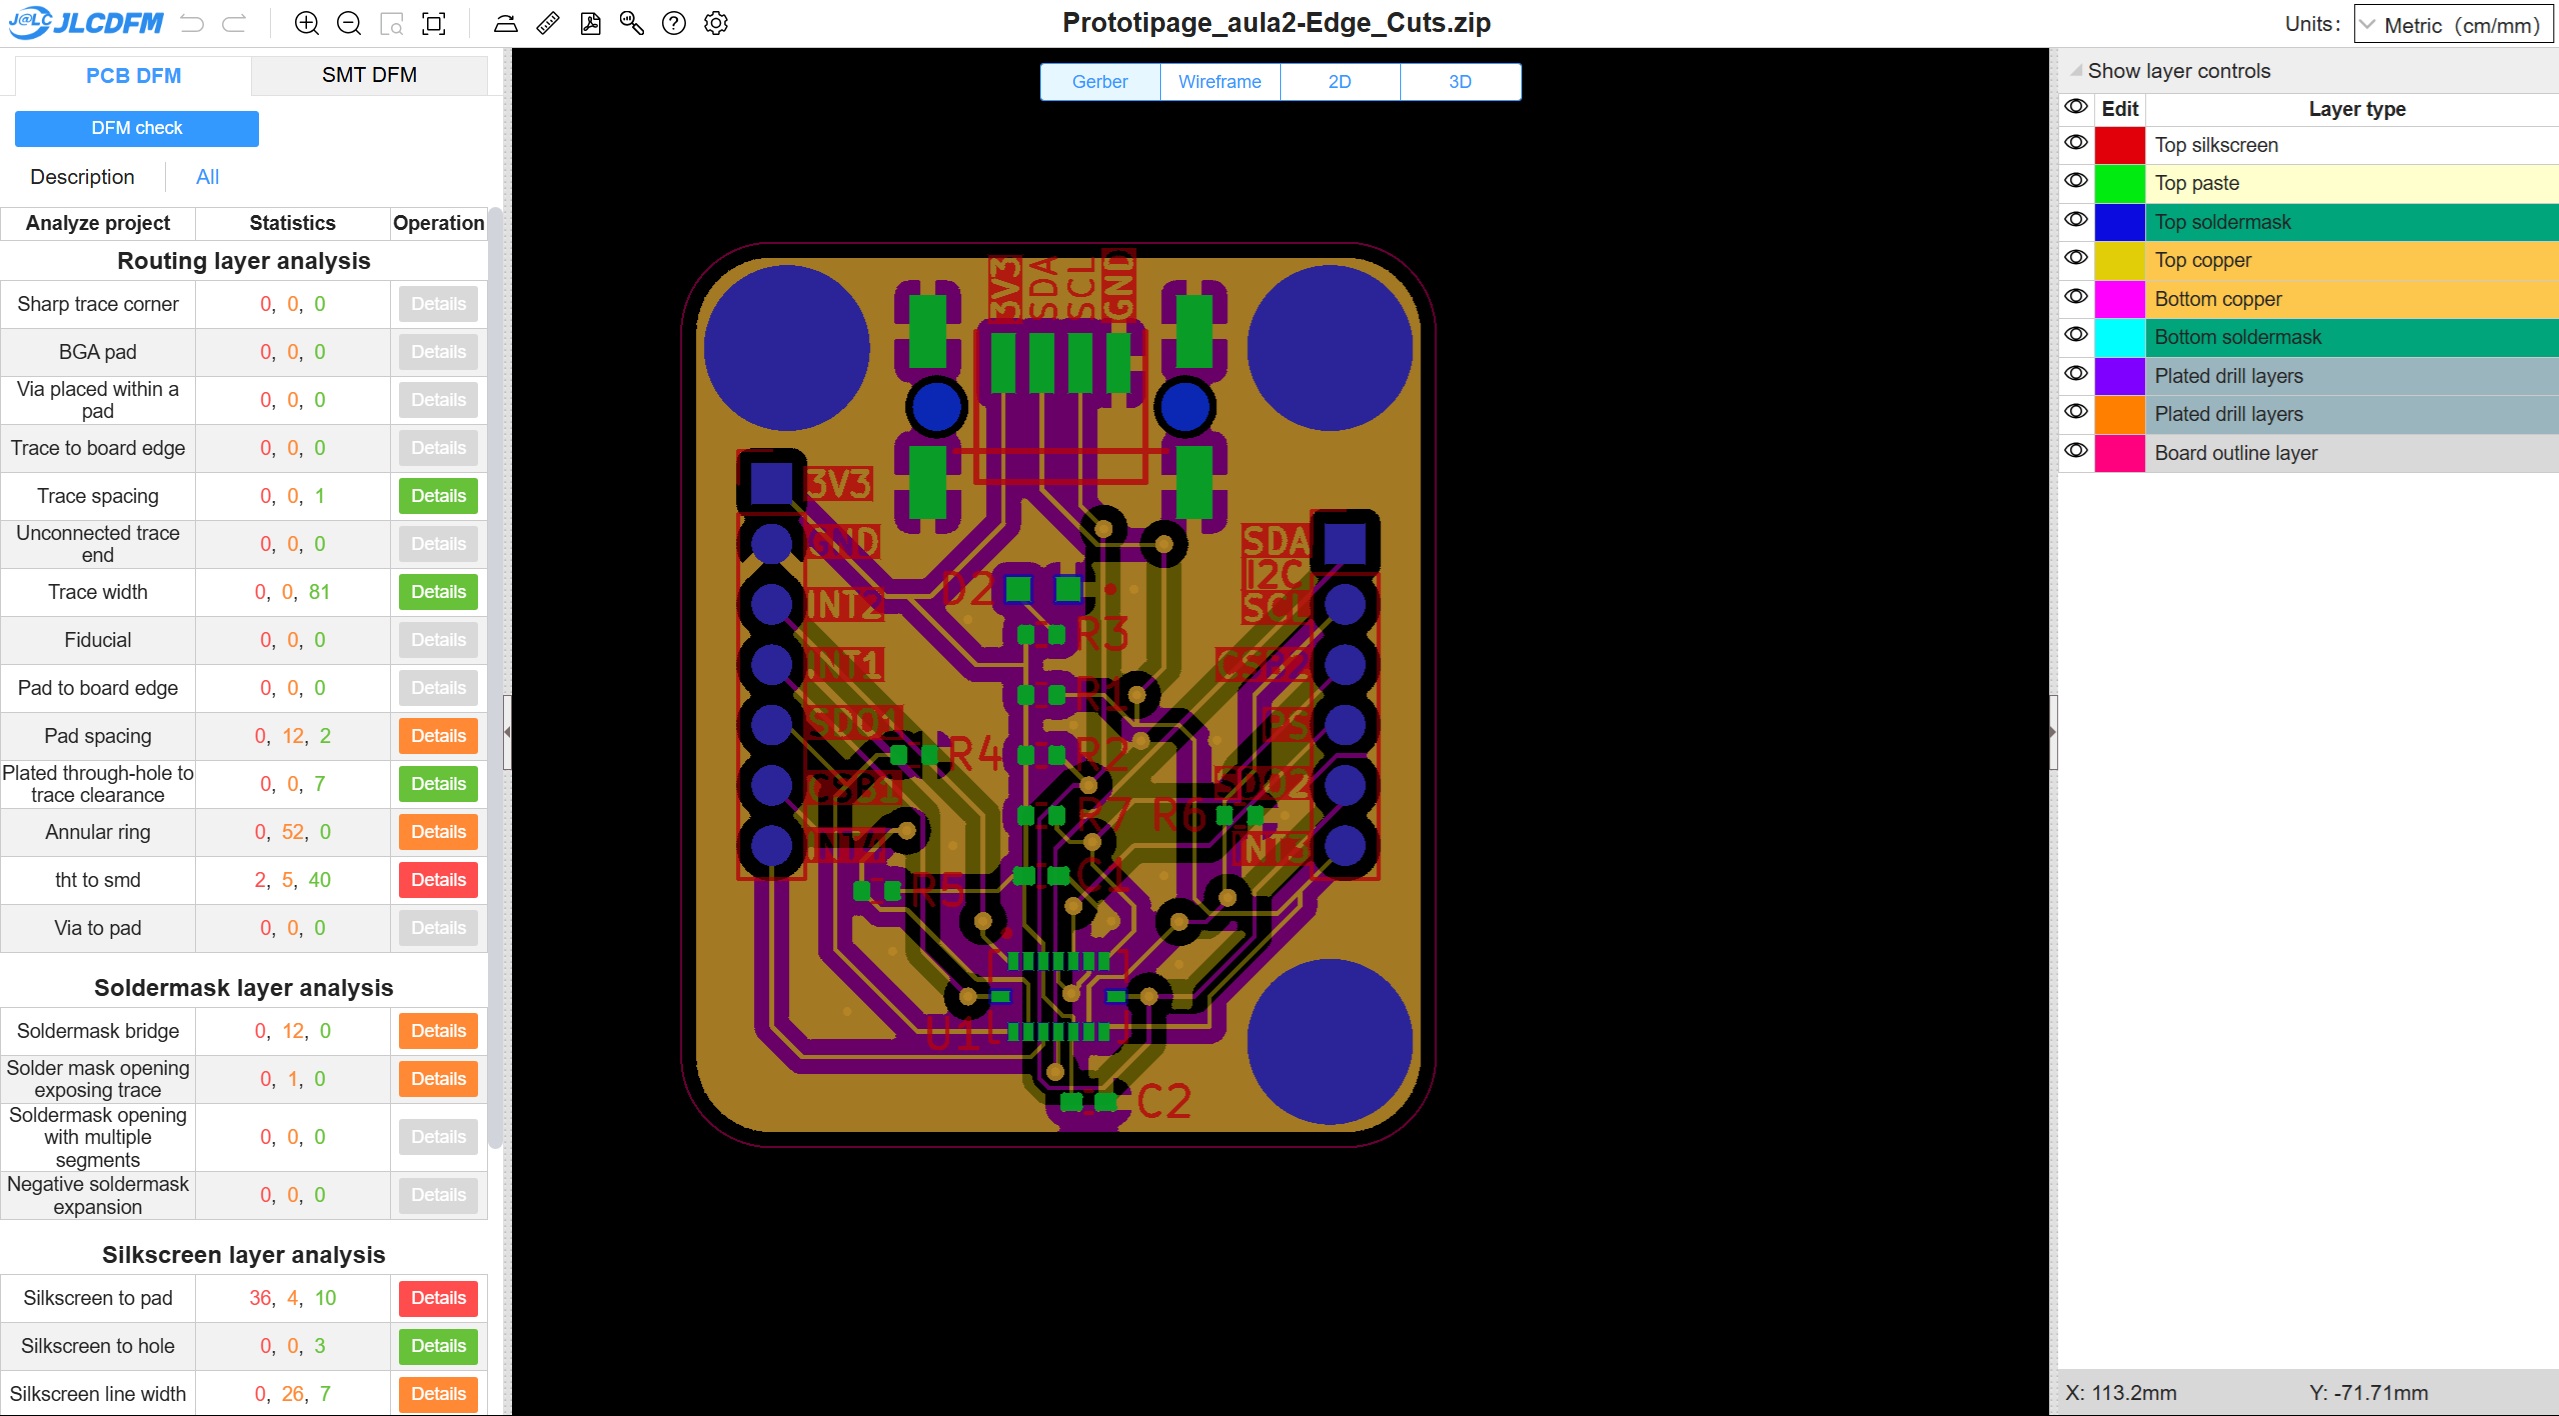 J@LC JLCDFM
Prototipage_aula2-Edge_Cuts.zip
Units:
Metric（cm/mm）
PCB DFM
SMT DFM
DFM check
Description
All
Analyze project Statistics Operation
Routing layer analysis
Sharp trace corner 0, 0, 0 Details
BGA pad 0, 0, 0 Details
Via placed within a
pad 0, 0, 0 Details
Trace to board edge 0, 0, 0 Details
Trace spacing 0, 0, 1 Details
Unconnected trace
end 0, 0, 0 Details
Trace width 0, 0, 81 Details
Fiducial 0, 0, 0 Details
Pad to board edge 0, 0, 0 Details
Pad spacing 0, 12, 2 Details
Plated through-hole to
trace clearance 0, 0, 7 Details
Annular ring 0, 52, 0 Details
tht to smd 2, 5, 40 Details
Via to pad 0, 0, 0 Details
Soldermask layer analysis
Soldermask bridge 0, 12, 0 Details
Solder mask opening
exposing trace 0, 1, 0 Details
Soldermask opening
with multiple
segments 0, 0, 0 Details
Negative soldermask
expansion 0, 0, 0 Details
Silkscreen layer analysis
Silkscreen to pad 36, 4, 10 Details
Silkscreen to hole 0, 0, 3 Details
Silkscreen line width 0, 26, 7 Details
Gerber
Wireframe
2D
3D
3V3
SDA
SCL
GND
3V3
GND
INT2
INT1
SDO1
CSB1
SDA
I2C
SCL
CSB2
PS
SDO2
INT3
D2
R3
R1
R4
R2
R7
R6
C1
R5
U1
C2
Show layer controls
Edit Layer type
Top silkscreen
Top paste
Top soldermask
Top copper
Bottom copper
Bottom soldermask
Plated drill layers
Plated drill layers
Board outline layer
X: 113.2mm
Y: -71.71mm